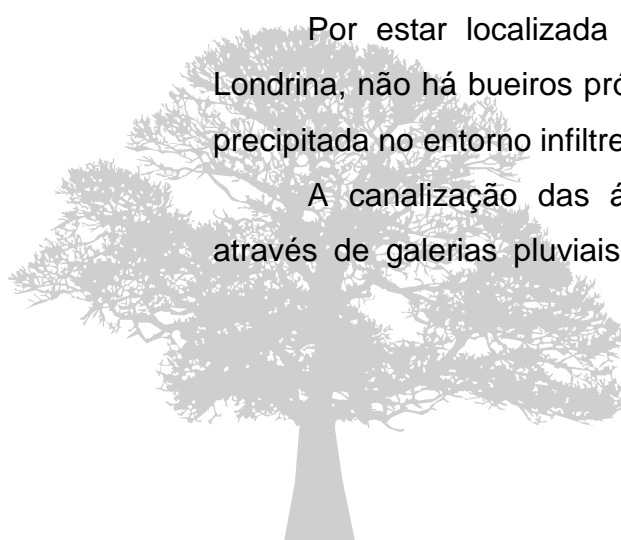 Por estar localizada
Londrina, não há bueiros pró
precipitada no entorno infiltre
A canalização das á
através de galerias pluviais